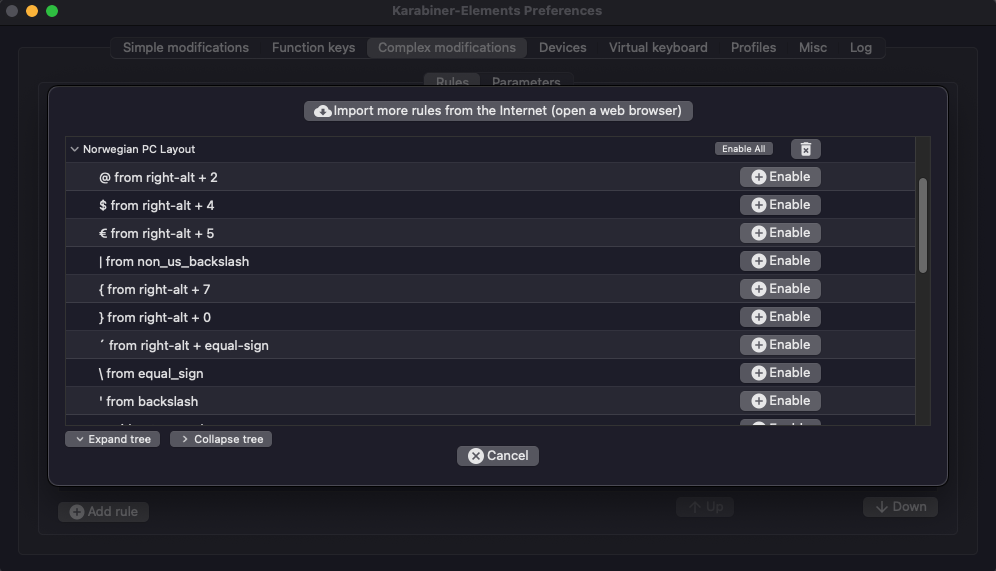 Karabiner-Elements Preferences
Simple modifications Function keys Complex modifications Devices Virtual keyboard Profiles Misc Log
Rules Parameters
Import more rules from the Internet (open a web browser)
Norwegian PC Layout Enable All
@ from right-alt + 2 Enable
$ from right-alt + 4 Enable
€ from right-alt + 5 Enable
| from non_us_backslash Enable
{ from right-alt + 7 Enable
} from right-alt + 0 Enable
´ from right-alt + equal-sign Enable
\ from equal_sign Enable
' from backslash Enable
Expand tree Collapse tree
Cancel
Add rule Up Down